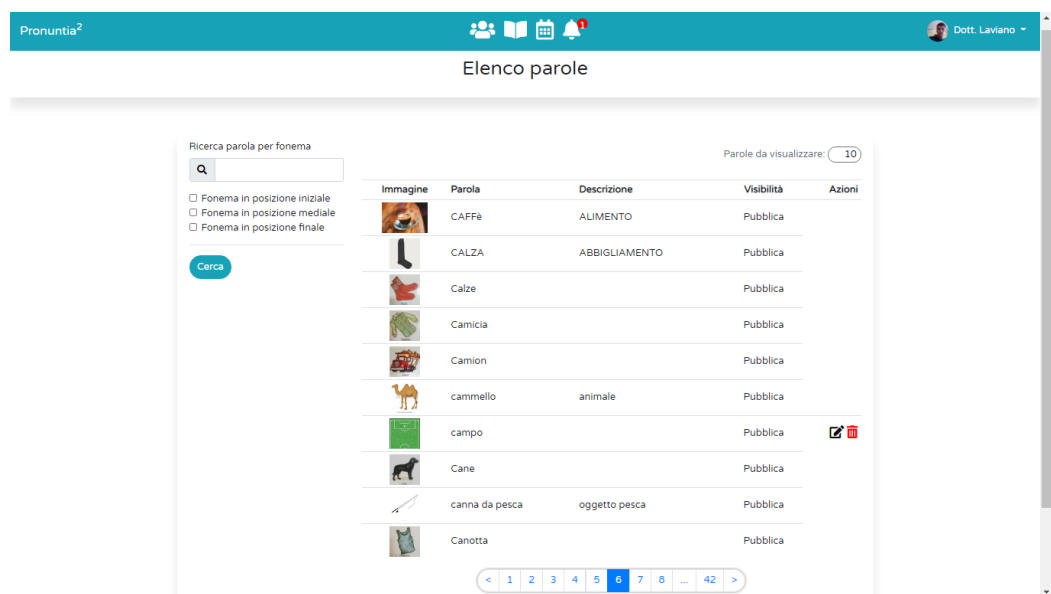 Pronuntia²
1
Dott. Laviano
Elenco parole
Ricerca parola per fonema
Fonema in posizione iniziale
Fonema in posizione mediale
Fonema in posizione finale
Cerca
Parole da visualizzare: 10
Immagine Parola Descrizione Visibilità Azioni
CAFFè ALIMENTO Pubblica
CALZA ABBIGLIAMENTO Pubblica
Calze Pubblica
Camicia Pubblica
Camion Pubblica
cammello animale Pubblica
campo Pubblica
Cane Pubblica
canna da pesca oggetto pesca Pubblica
Canotta Pubblica
< 1 2 3 4 5 6 7 8 ... 42 >